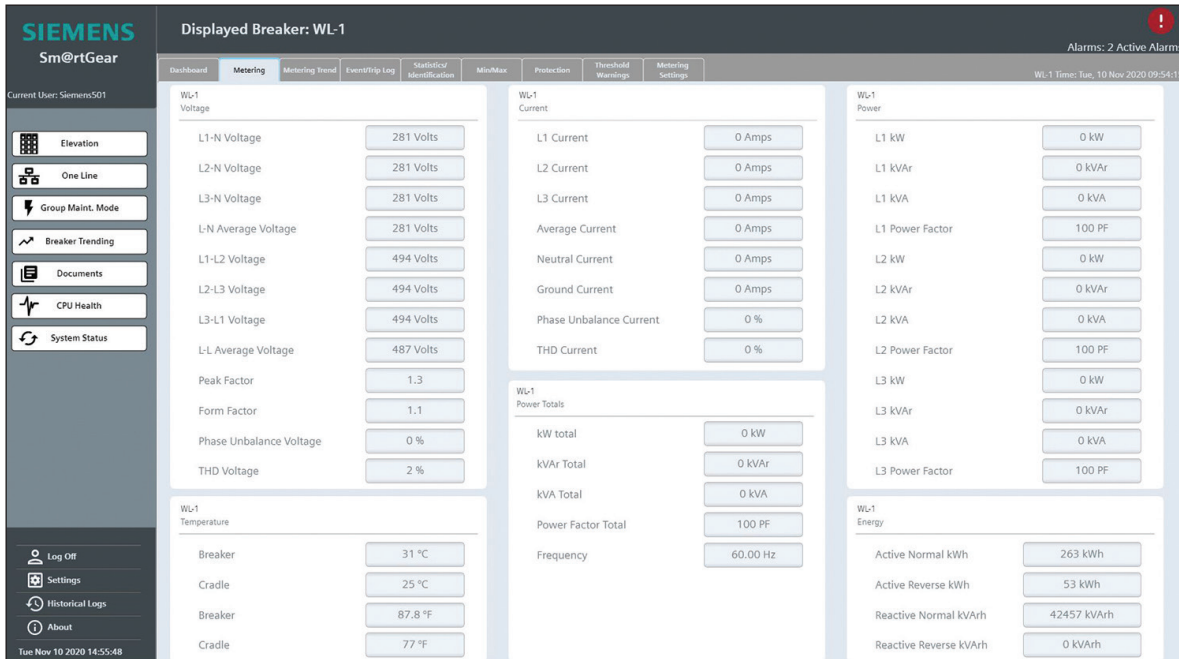 SIEMENS
Sm@rtGear
Current User: Siemens501
Elevation
One Line
Group Maint. Mode
Breaker Trending
Documents
CPU Health
System Status
Log Off
Settings
Historical Logs
About
Tue Nov 10 2020 14:55:48
Displayed Breaker: WL-1
Alarms: 2 Active Alarms
Dashboard
Metering
Metering Trend
Event/Trip Log
Statistics/
Identification
Min/Max
Protection
Threshold
Warnings
Metering
Settings
WL-1 Time: Tue, 10 Nov 2020 09:54:1
WL-1
Voltage
L1-N Voltage 281 Volts
L2-N Voltage 281 Volts
L3-N Voltage 281 Volts
L-N Average Voltage 281 Volts
L1-L2 Voltage 494 Volts
L2-L3 Voltage 494 Volts
L3-L1 Voltage 494 Volts
L-L Average Voltage 487 Volts
Peak Factor 1.3
Form Factor 1.1
Phase Unbalance Voltage 0 %
THD Voltage 2 %
WL-1
Temperature
Breaker 31 °C
Cradle 25 °C
Breaker 87.8 °F
Cradle 77 °F
WL-1
Current
L1 Current 0 Amps
L2 Current 0 Amps
L3 Current 0 Amps
Average Current 0 Amps
Neutral Current 0 Amps
Ground Current 0 Amps
Phase Unbalance Current 0 %
THD Current 0 %
WL-1
Power Totals
kW total 0 kW
kVAr Total 0 kVAr
kVA Total 0 kVA
Power Factor Total 100 PF
Frequency 60.00 Hz
WL-1
Power
L1 kW 0 kW
L1 kVAr 0 kVAr
L1 kVA 0 kVA
L1 Power Factor 100 PF
L2 kW 0 kW
L2 kVAr 0 kVAr
L2 kVA 0 kVA
L2 Power Factor 100 PF
L3 kW 0 kW
L3 kVAr 0 kVAr
L3 kVA 0 kVA
L3 Power Factor 100 PF
WL-1
Energy
Active Normal kWh 263 kWh
Active Reverse kWh 53 kWh
Reactive Normal kVArh 42457 kVArh
Reactive Reverse kVArh 0 kVArh